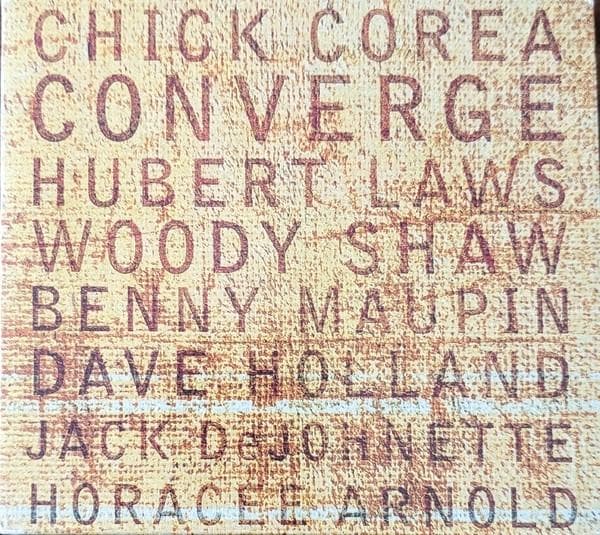 CHICK COREA
CONVERGE
HUBERT LAWS
WOODY SHAW
BENNY MAUPIN
DAVE HOLLAND
JACK DeJOHNETTE
HORACEE ARNOLD